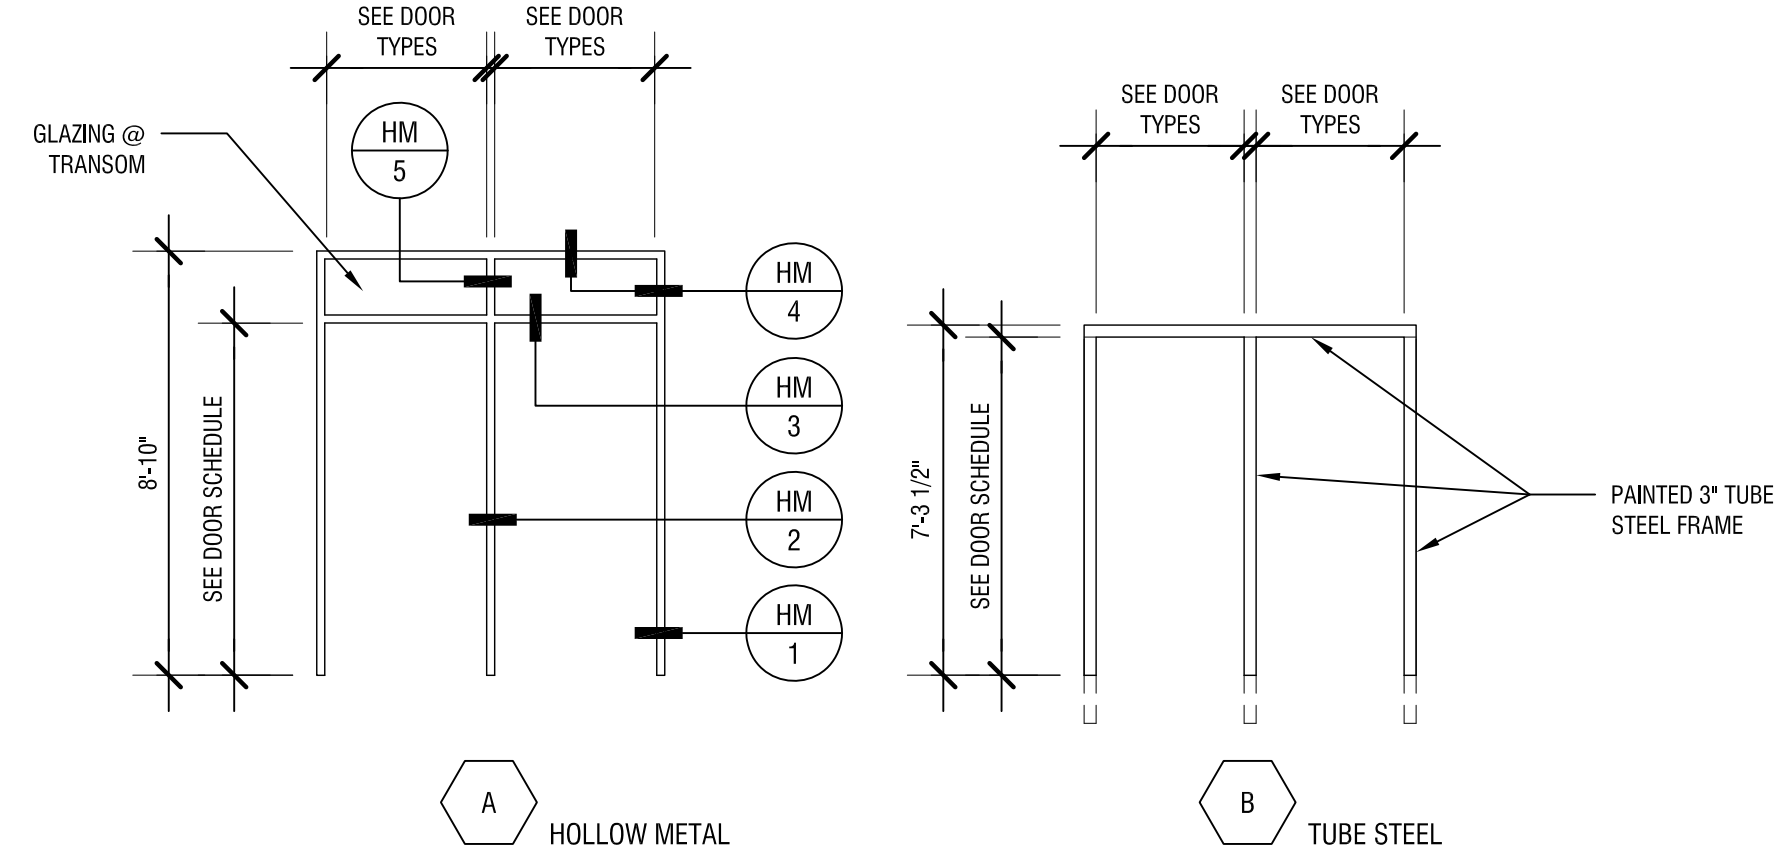 SEE DOOR
TYPES
SEE DOOR
TYPES
GLAZING @
TRANSOM
HM
5
HM
4
HM
3
HM
2
HM
1
8'-10"
SEE DOOR SCHEDULE
A
HOLLOW METAL
SEE DOOR
TYPES
SEE DOOR
TYPES
7'-3 1/2"
SEE DOOR SCHEDULE
PAINTED 3" TUBE
STEEL FRAME
B
TUBE STEEL